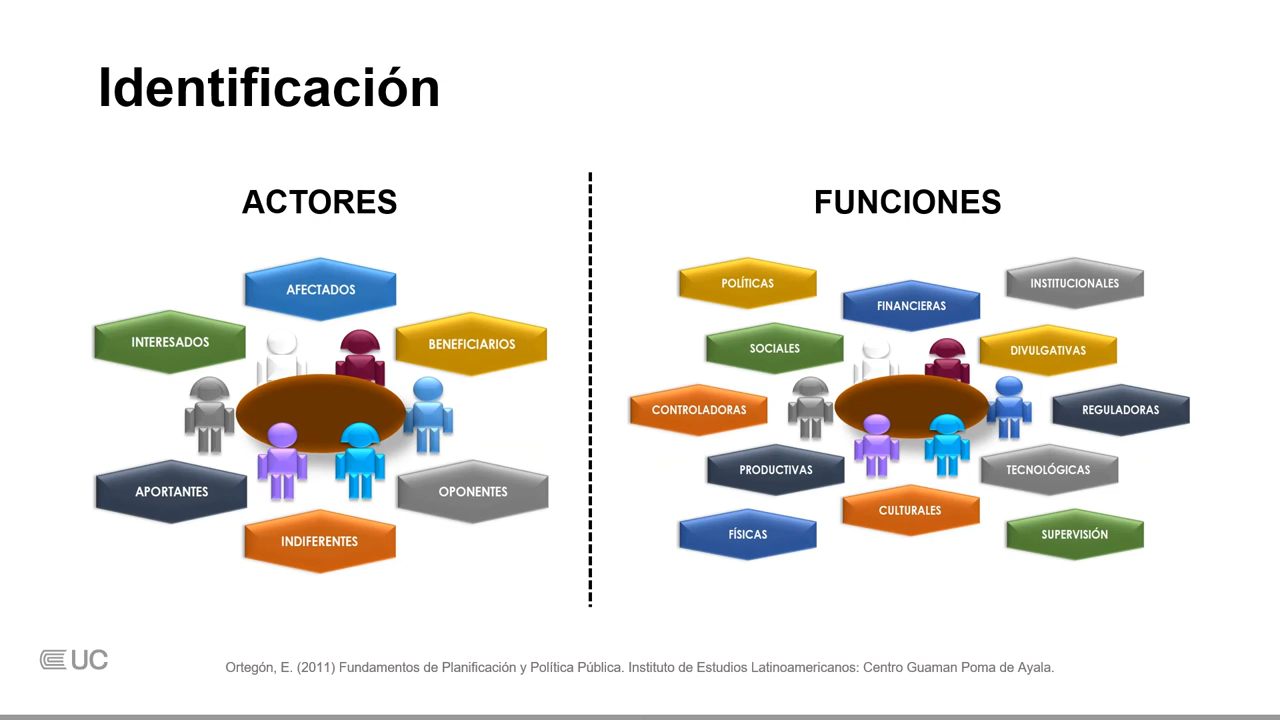 Identificación
ACTORES
AFECTADOS
INTERESADOS
BENEFICIARIOS
APORTANTES
OPONENTES
INDIFERENTES
FUNCIONES
POLÍTICAS
INSTITUCIONALES
FINANCIERAS
SOCIALES
DIVULGATIVAS
CONTROLADORAS
REGULADORAS
PRODUCTIVAS
TECNOLÓGICAS
CULTURALES
FÍSICAS
SUPERVISIÓN
UC
Ortegón, E. (2011) Fundamentos de Planificación y Política Pública. Instituto de Estudios Latinoamericanos: Centro Guaman Poma de Ayala.